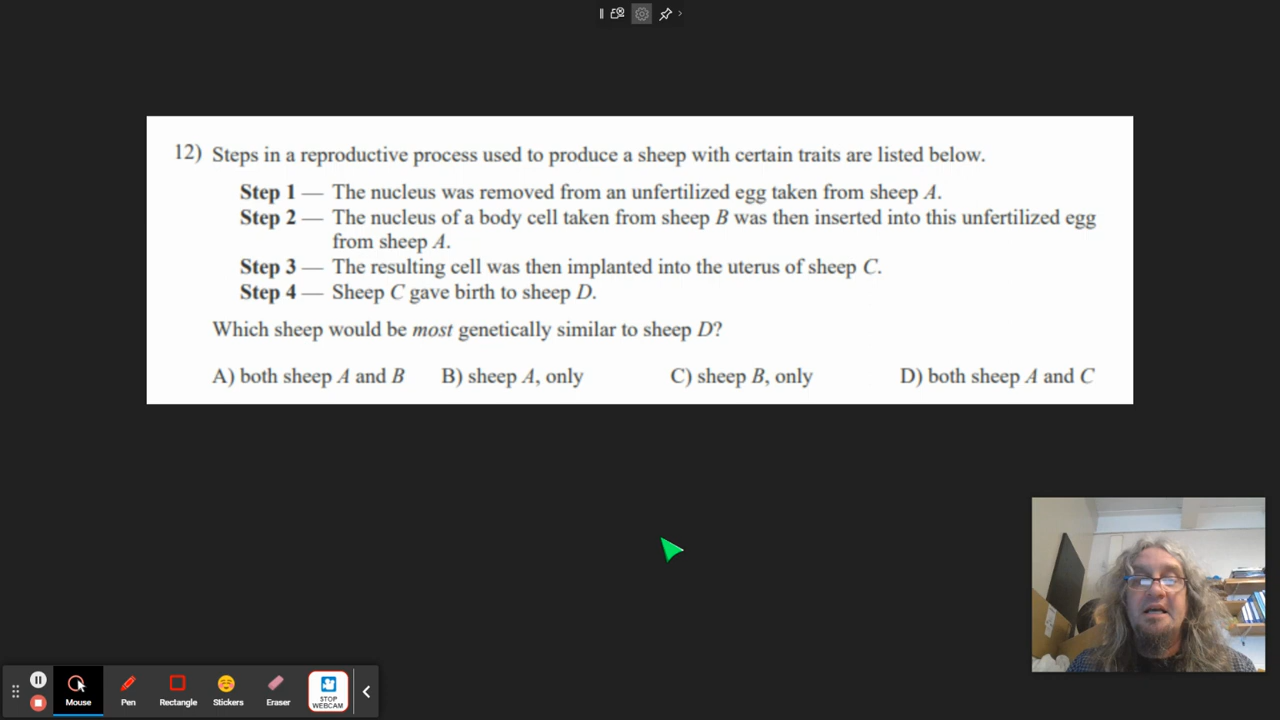 12) Steps in a reproductive process used to produce a sheep with certain traits are listed below.
Step 1 — The nucleus was removed from an unfertilized egg taken from sheep A.
Step 2 — The nucleus of a body cell taken from sheep B was then inserted into this unfertilized egg
from sheep A.
Step 3 — The resulting cell was then implanted into the uterus of sheep C.
Step 4 — Sheep C gave birth to sheep D.
Which sheep would be most genetically similar to sheep D?
A) both sheep A and B B) sheep A, only C) sheep B, only D) both sheep A and C
Mouse Pen Rectangle Stickers Eraser STOP
WEBCAM